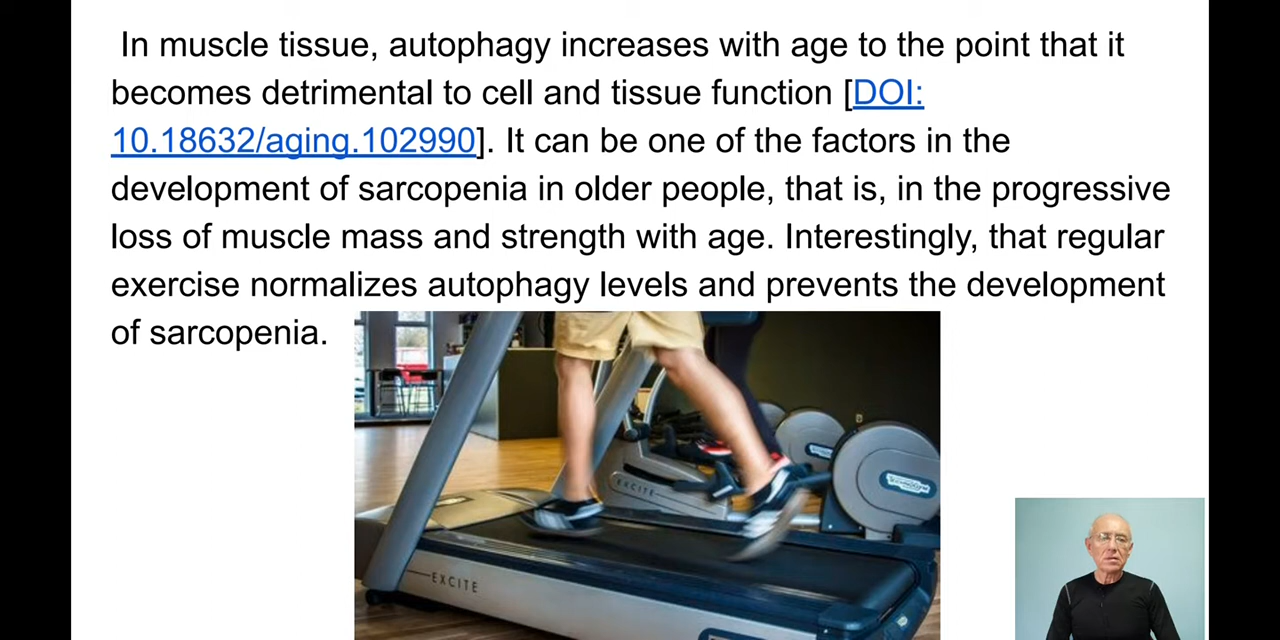 In muscle tissue, autophagy increases with age to the point that it
becomes detrimental to cell and tissue function [DOI:
10.18632/aging.102990]. It can be one of the factors in the
development of sarcopenia in older people, that is, in the progressive
loss of muscle mass and strength with age. Interestingly, that regular
exercise normalizes autophagy levels and prevents the development
of sarcopenia.
EXCITE
EXCITE